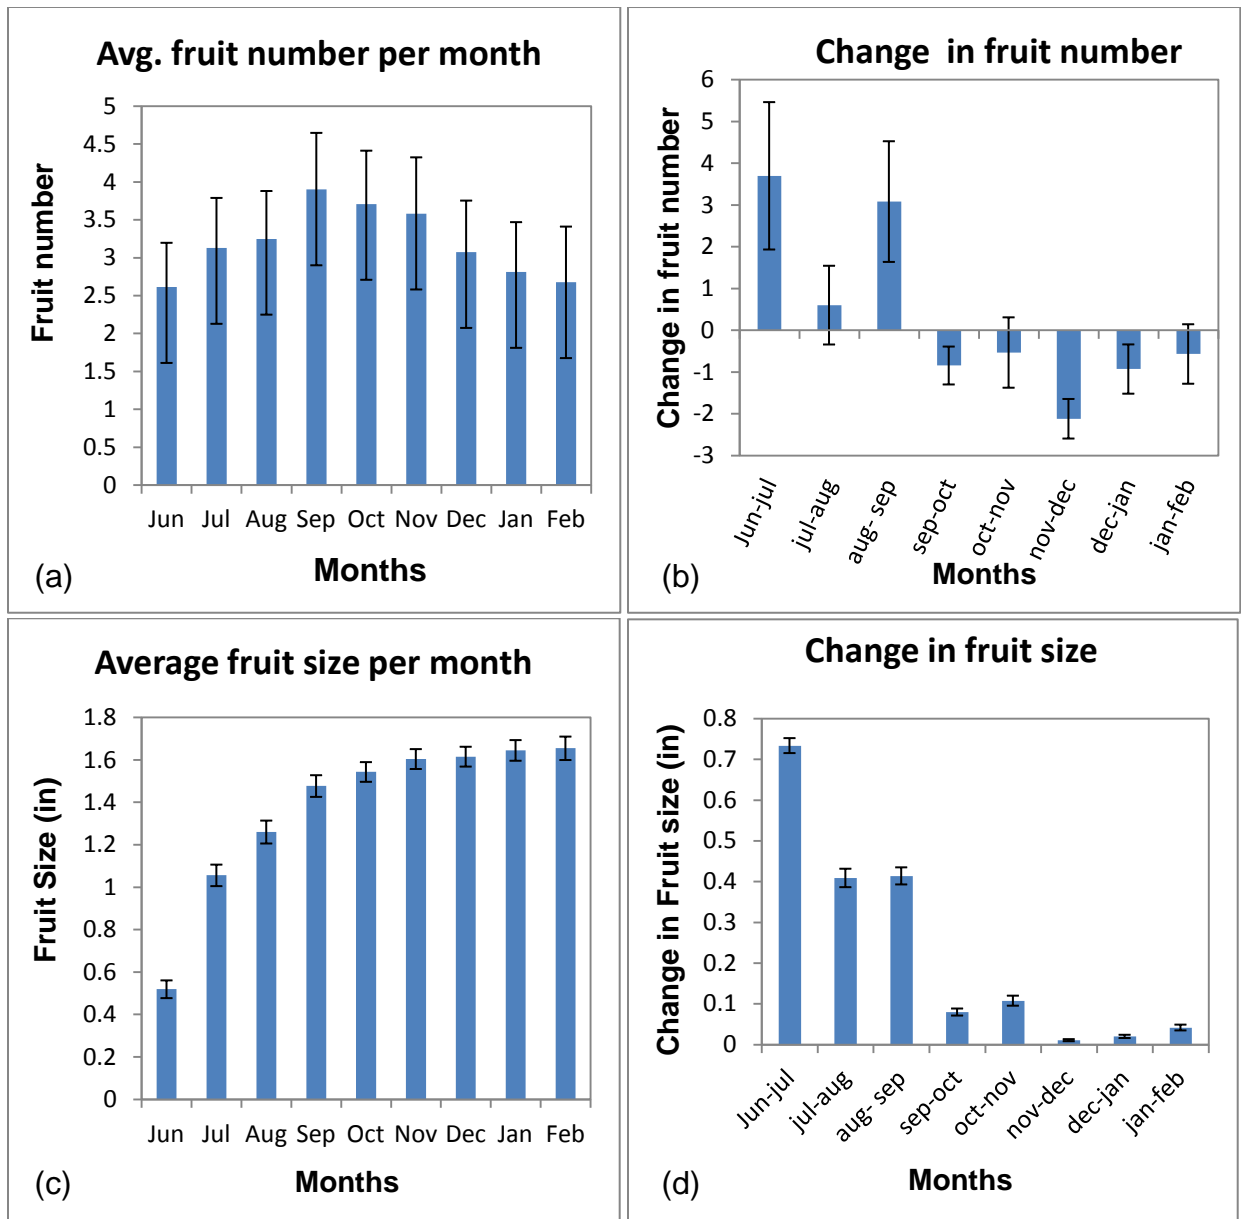 Avg. fruit number per month
Fruit number
5
4.5
4
3.5
3
2.5
2
1.5
1
0.5
0
Jun Jul Aug Sep Oct Nov Dec Jan Feb
Months
(a)
Change in fruit number
Change in fruit number
6
5
4
3
2
1
0
-1
-2
-3
Jun-jul
jul-aug
aug- sep
sep-oct
oct-nov
nov-dec
dec-jan
jan-feb
Months
(b)
Average fruit size per month
Fruit Size (in)
1.8
1.6
1.4
1.2
1
0.8
0.6
0.4
0.2
0
Jun Jul Aug Sep Oct Nov Dec Jan Feb
Months
(c)
Change in fruit size
Change in Fruit size (in)
0.8
0.7
0.6
0.5
0.4
0.3
0.2
0.1
0
Jun-jul
jul-aug
aug- sep
sep-oct
oct-nov
nov-dec
dec-jan
jan-feb
Months
(d)